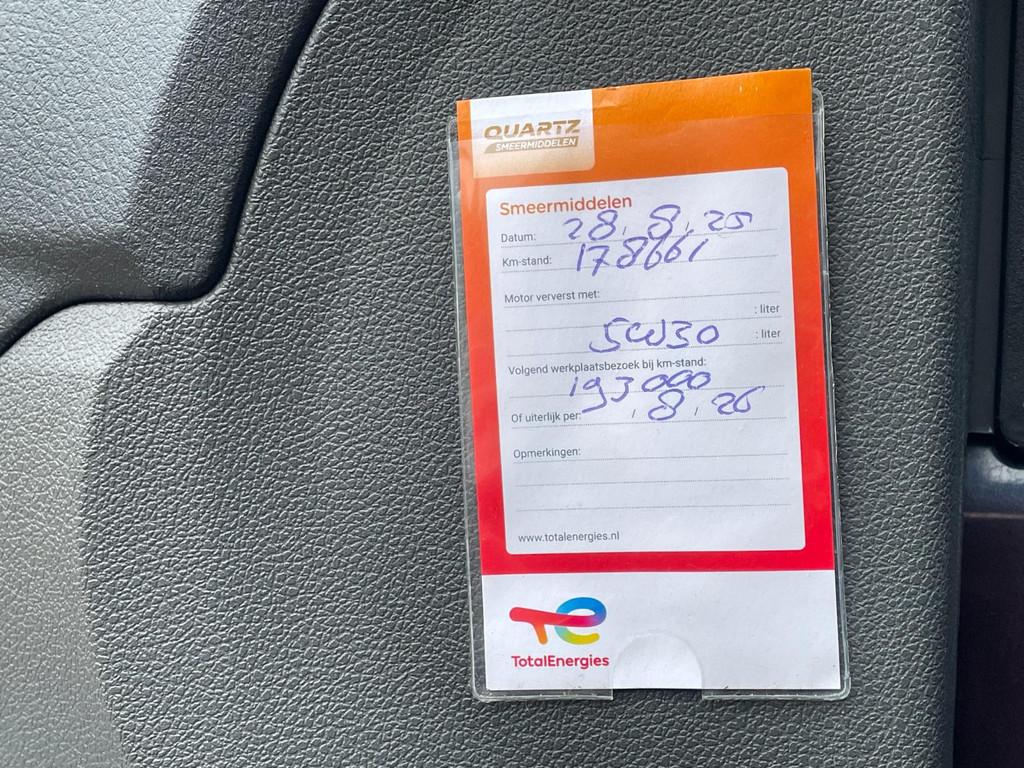 QUARTZ
SMEERMIDDELEN
Smeermiddelen
Datum: 28.8.25
Km-stand: 178661
Motor ververst met:
: liter
5W30 : liter
Volgend werkplaatsbezoek bij km-stand:
193000
Of uiterlijk per: / 8 / 26
Opmerkingen:
www.totalenergies.nl
TotalEnergies